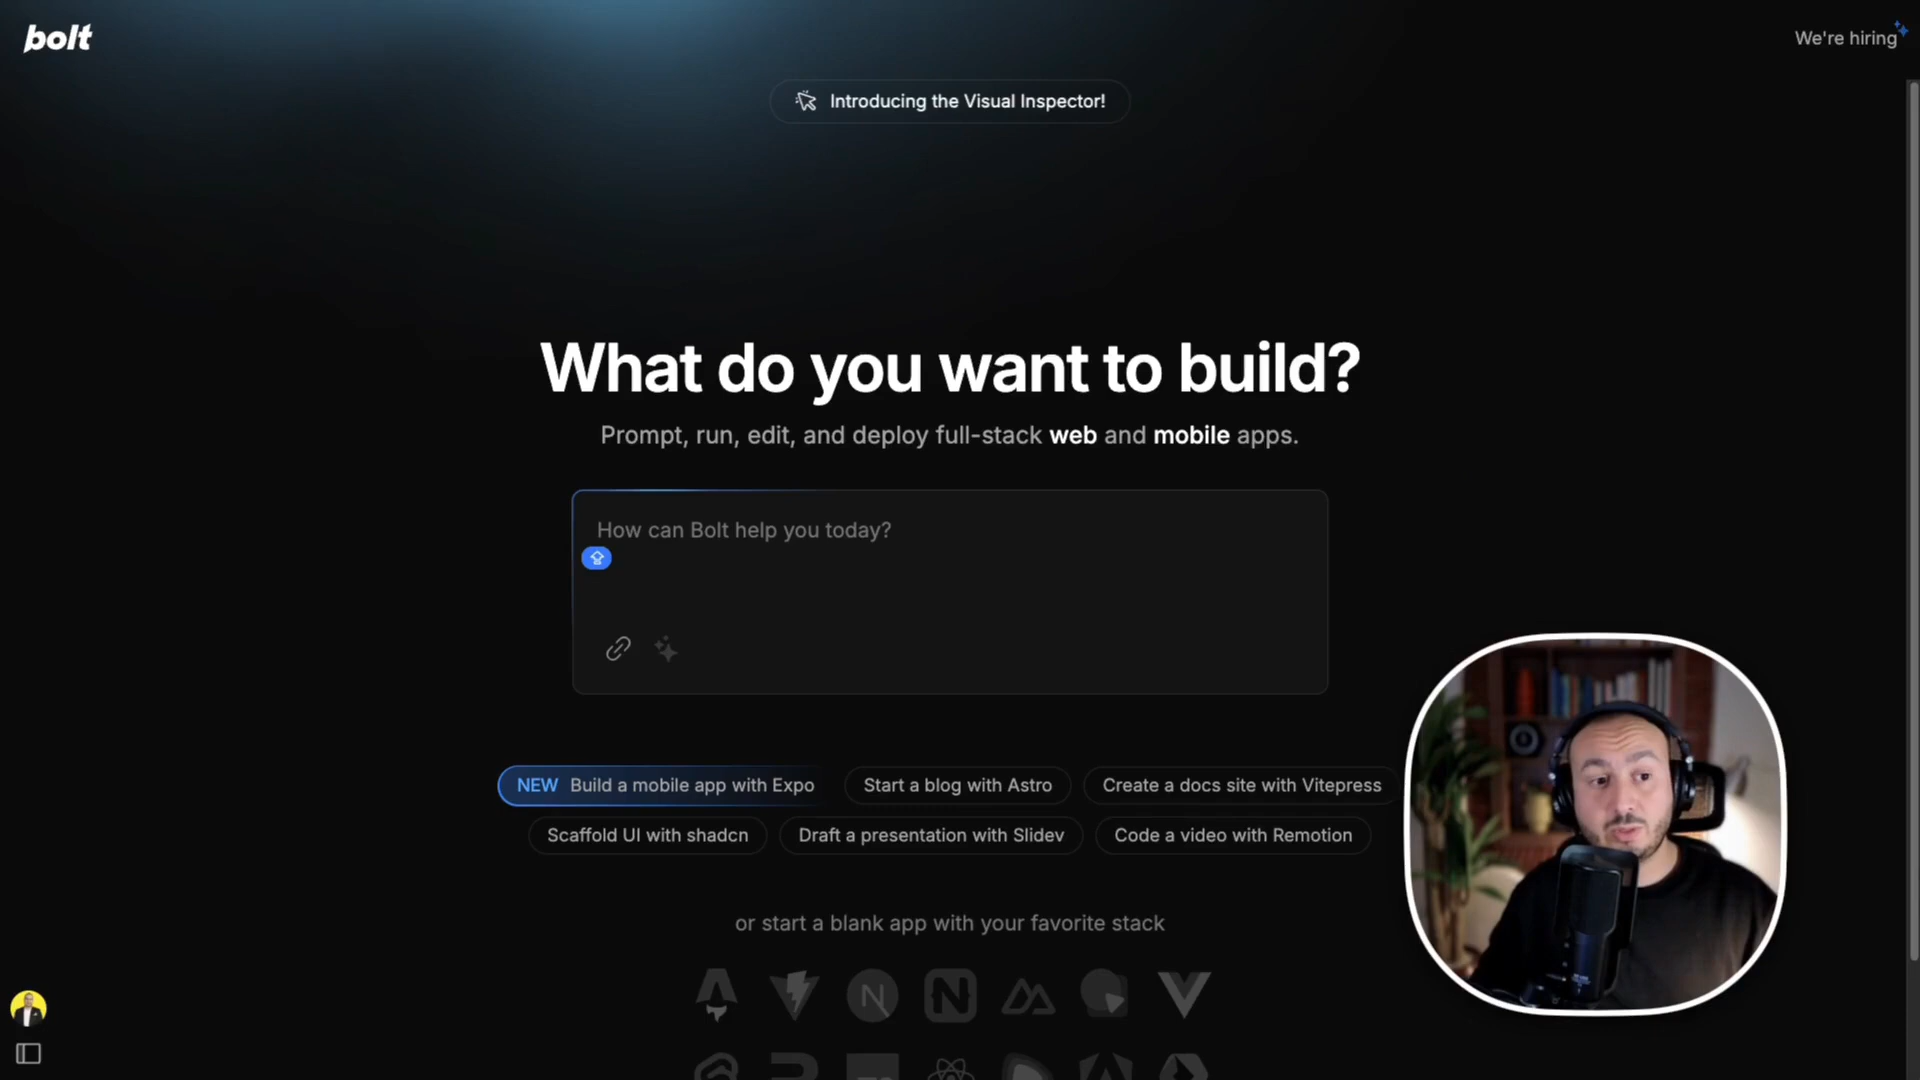 bolt
We're hiring
Introducing the Visual Inspector!
What do you want to build?
Prompt, run, edit, and deploy full-stack web and mobile apps.
How can Bolt help you today?
NEW Build a mobile app with Expo
Start a blog with Astro
Create a docs site with Vitepress
Scaffold UI with shadcn
Draft a presentation with Slidev
Code a video with Remotion
or start a blank app with your favorite stack